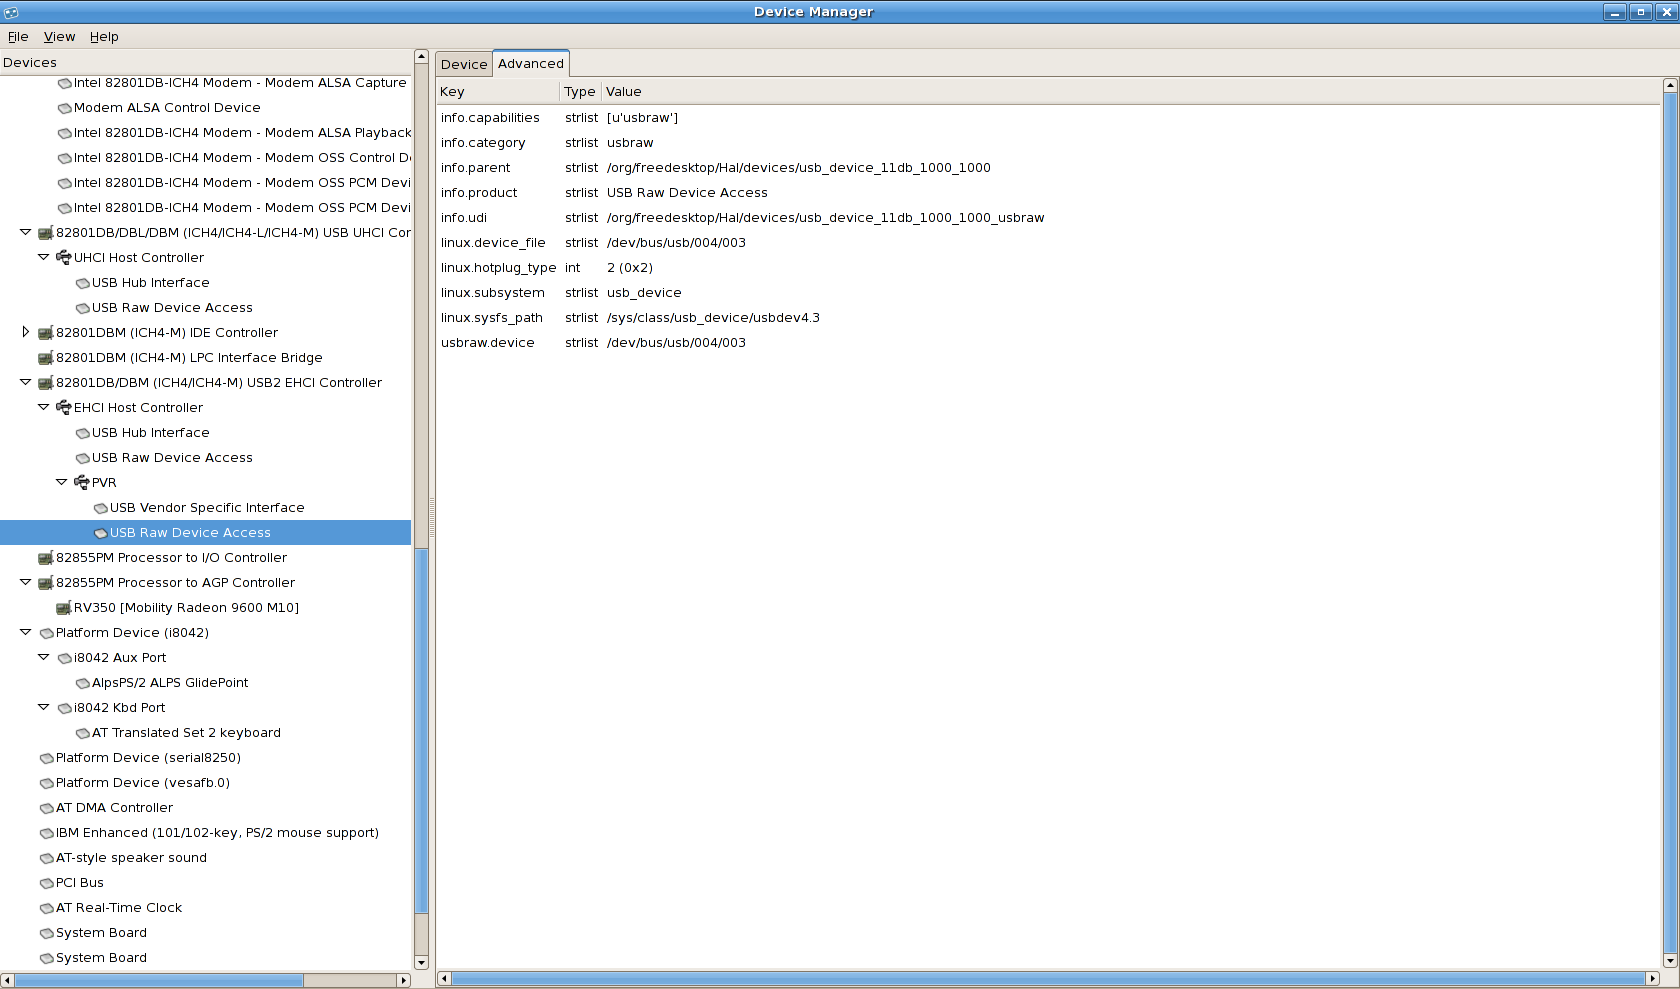 Device Manager
File View Help
Devices
Intel 82801DB-ICH4 Modem - Modem ALSA Capture
Modem ALSA Control Device
Intel 82801DB-ICH4 Modem - Modem ALSA Playback
Intel 82801DB-ICH4 Modem - Modem OSS Control D
Intel 82801DB-ICH4 Modem - Modem OSS PCM Devi
Intel 82801DB-ICH4 Modem - Modem OSS PCM Devi
82801DB/DBL/DBM (ICH4/ICH4-L/ICH4-M) USB UHCI Cor
UHCI Host Controller
USB Hub Interface
USB Raw Device Access
82801DBM (ICH4-M) IDE Controller
82801DBM (ICH4-M) LPC Interface Bridge
82801DB/DBM (ICH4/ICH4-M) USB2 EHCI Controller
EHCI Host Controller
USB Hub Interface
USB Raw Device Access
PVR
USB Vendor Specific Interface
USB Raw Device Access
82855PM Processor to I/O Controller
82855PM Processor to AGP Controller
RV350 [Mobility Radeon 9600 M10]
Platform Device (i8042)
i8042 Aux Port
AlpsPS/2 ALPS GlidePoint
i8042 Kbd Port
AT Translated Set 2 keyboard
Platform Device (serial8250)
Platform Device (vesafb.0)
AT DMA Controller
IBM Enhanced (101/102-key, PS/2 mouse support)
AT-style speaker sound
PCI Bus
AT Real-Time Clock
System Board
System Board
Device Advanced
Key Type Value
info.capabilities strlist [u'usbraw']
info.category strlist usbraw
info.parent strlist /org/freedesktop/Hal/devices/usb_device_11db_1000_1000
info.product strlist USB Raw Device Access
info.udi strlist /org/freedesktop/Hal/devices/usb_device_11db_1000_1000_usbraw
linux.device_file strlist /dev/bus/usb/004/003
linux.hotplug_type int 2 (0x2)
linux.subsystem strlist usb_device
linux.sysfs_path strlist /sys/class/usb_device/usbdev4.3
usbraw.device strlist /dev/bus/usb/004/003